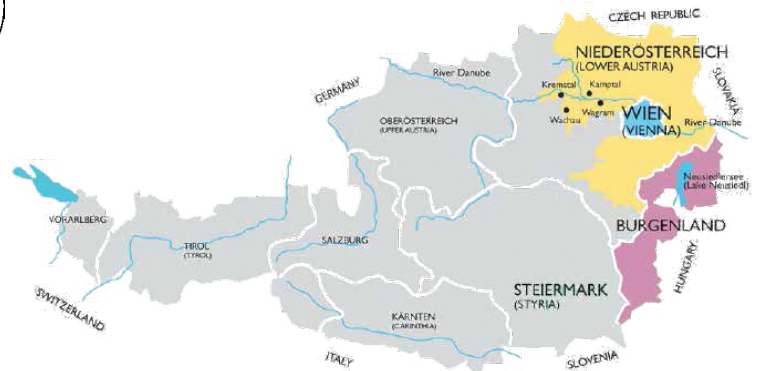 CZECH REPUBLIC
NIEDERÖSTERREICH
(LOWER AUSTRIA)
River Danube
GERMANY
Kremstal
Kamptal
SLOVAKIA
Wachau
Wagram
WIEN
(VIENNA)
River Danube
OBERÖSTERREICH
(UPPER AUSTRIA)
Neusiedlersee
(Lake Neusiedl)
VORARLBERG
TIROL
(TYROL)
SALZBURG
BURGENLAND
HUNGARY
SWITZERLAND
STEIERMARK
(STYRIA)
KÄRNTEN
(CARINTHIA)
ITALY
SLOVENIA